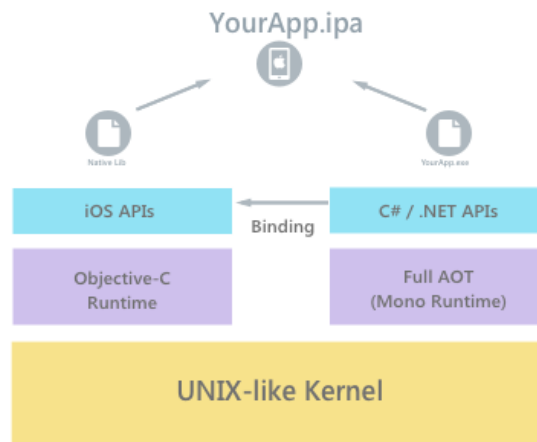 YourApp.ipa
Native Lib
YourApp.exe
iOS APIs
Binding
C# / .NET APIs
Objective-C
Runtime
Full AOT
(Mono Runtime)
UNIX-like Kernel